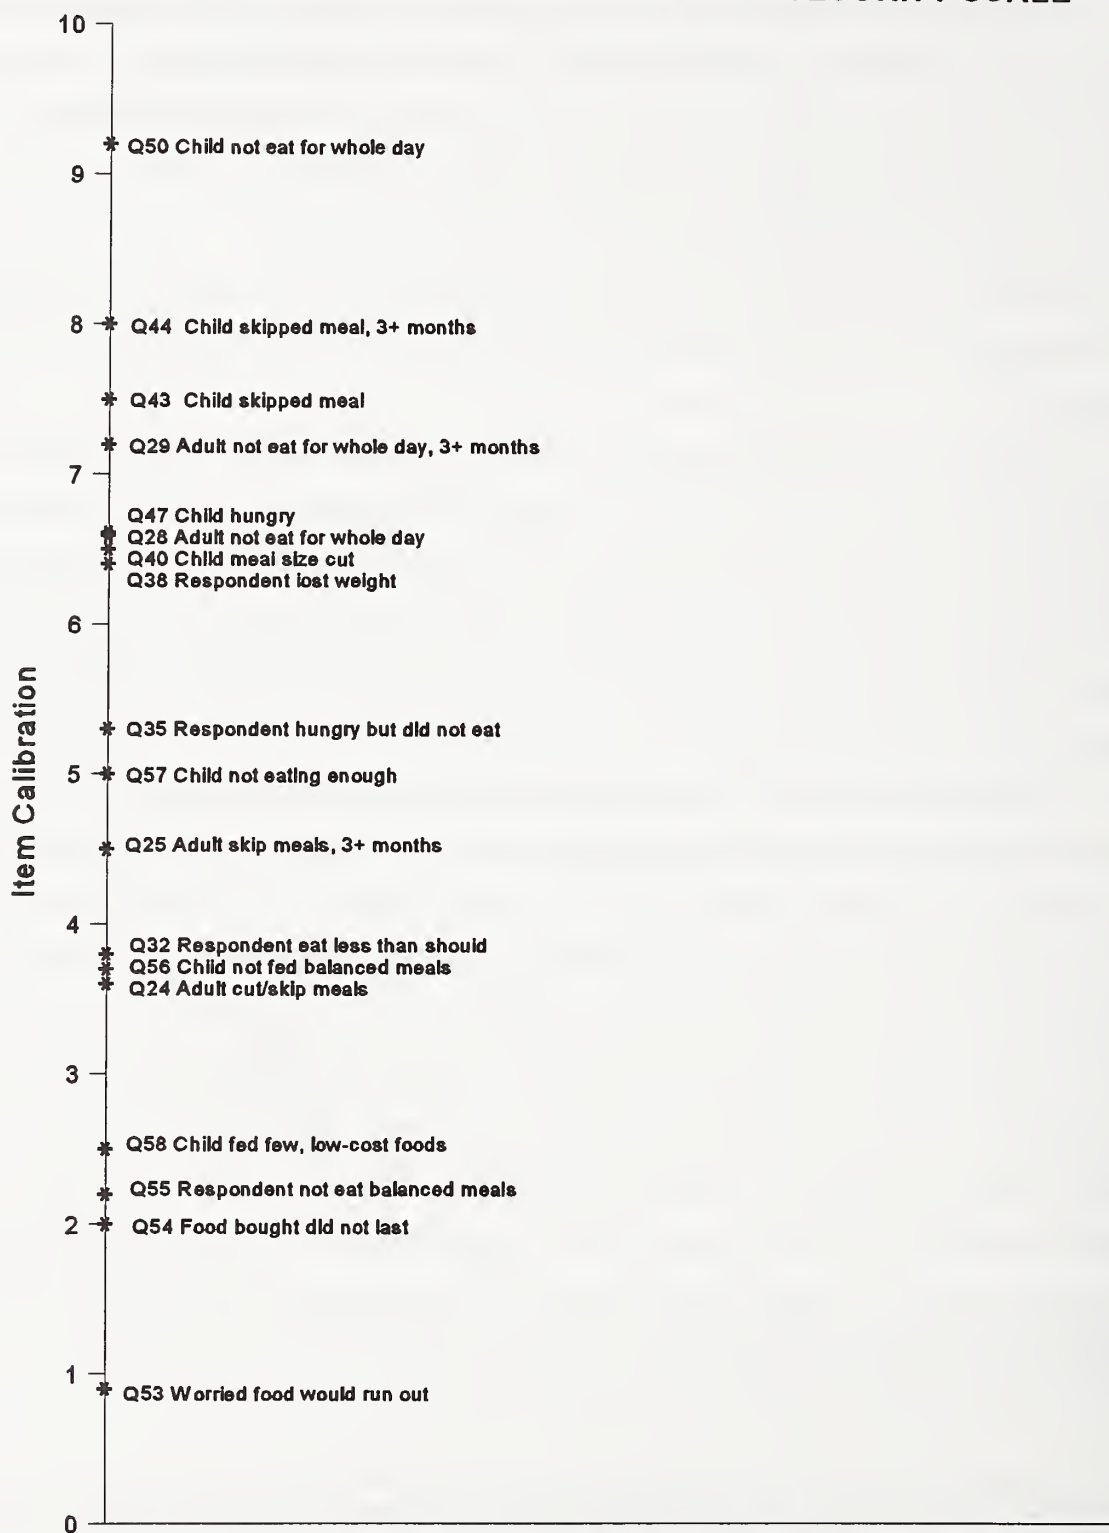 10
Q50 Child not eat for whole day
9
8
Q44 Child skipped meal, 3+ months
Q43 Child skipped meal
Q29 Adult not eat for whole day, 3+ months
7
Q47 Child hungry
Q28 Adult not eat for whole day
Q40 Child meal size cut
Q38 Respondent lost weight
6
Item Calibration
Q35 Respondent hungry but did not eat
5
Q57 Child not eating enough
Q25 Adult skip meals, 3+ months
4
Q32 Respondent eat less than should
Q56 Child not fed balanced meals
Q24 Adult cut/skip meals
3
Q58 Child fed few, low-cost foods
Q55 Respondent not eat balanced meals
2
Q54 Food bought did not last
1
Q53 Worried food would run out
0